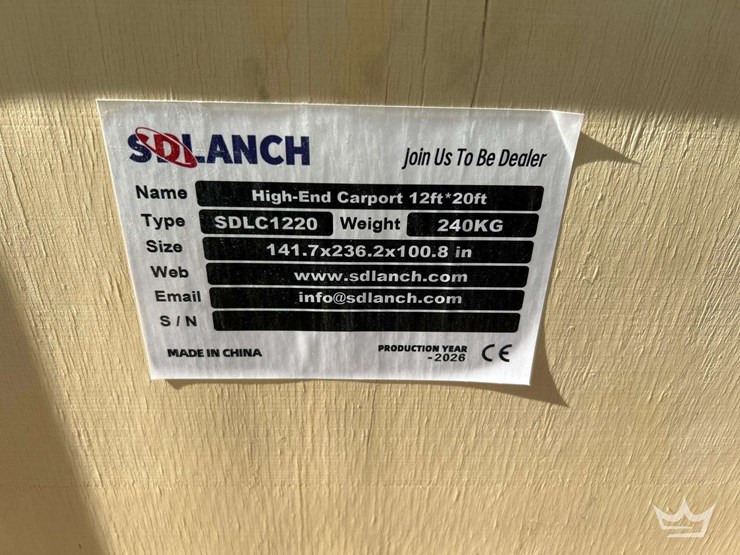 SDLANCH
Join Us To Be Dealer
Name High-End Carport 12ft*20ft
Type SDLC1220 Weight 240KG
Size 141.7x236.2x100.8 in
Web www.sdlanch.com
Email info@sdlanch.com
S/N
MADE IN CHINA
PRODUCTION YEAR
-2026
CE